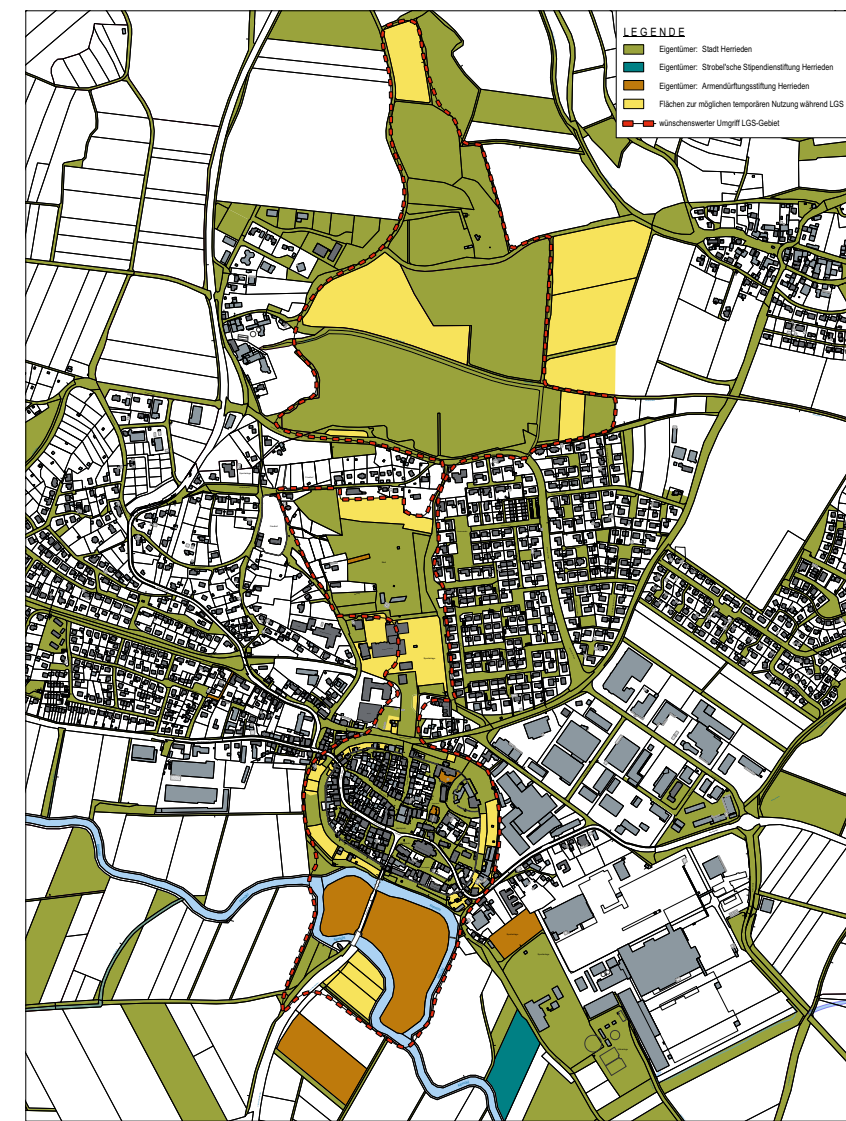 LEGENDE
Eigentümer: Stadt Herrieden
Eigentümer: Strobel'sche Stipendienstiftung Herrieden
Eigentümer: Armendürftungsstiftung Herrieden
Flächen zur möglichen temporären Nutzung während LGS
wünschenswerter Umgriff LGS-Gebiet